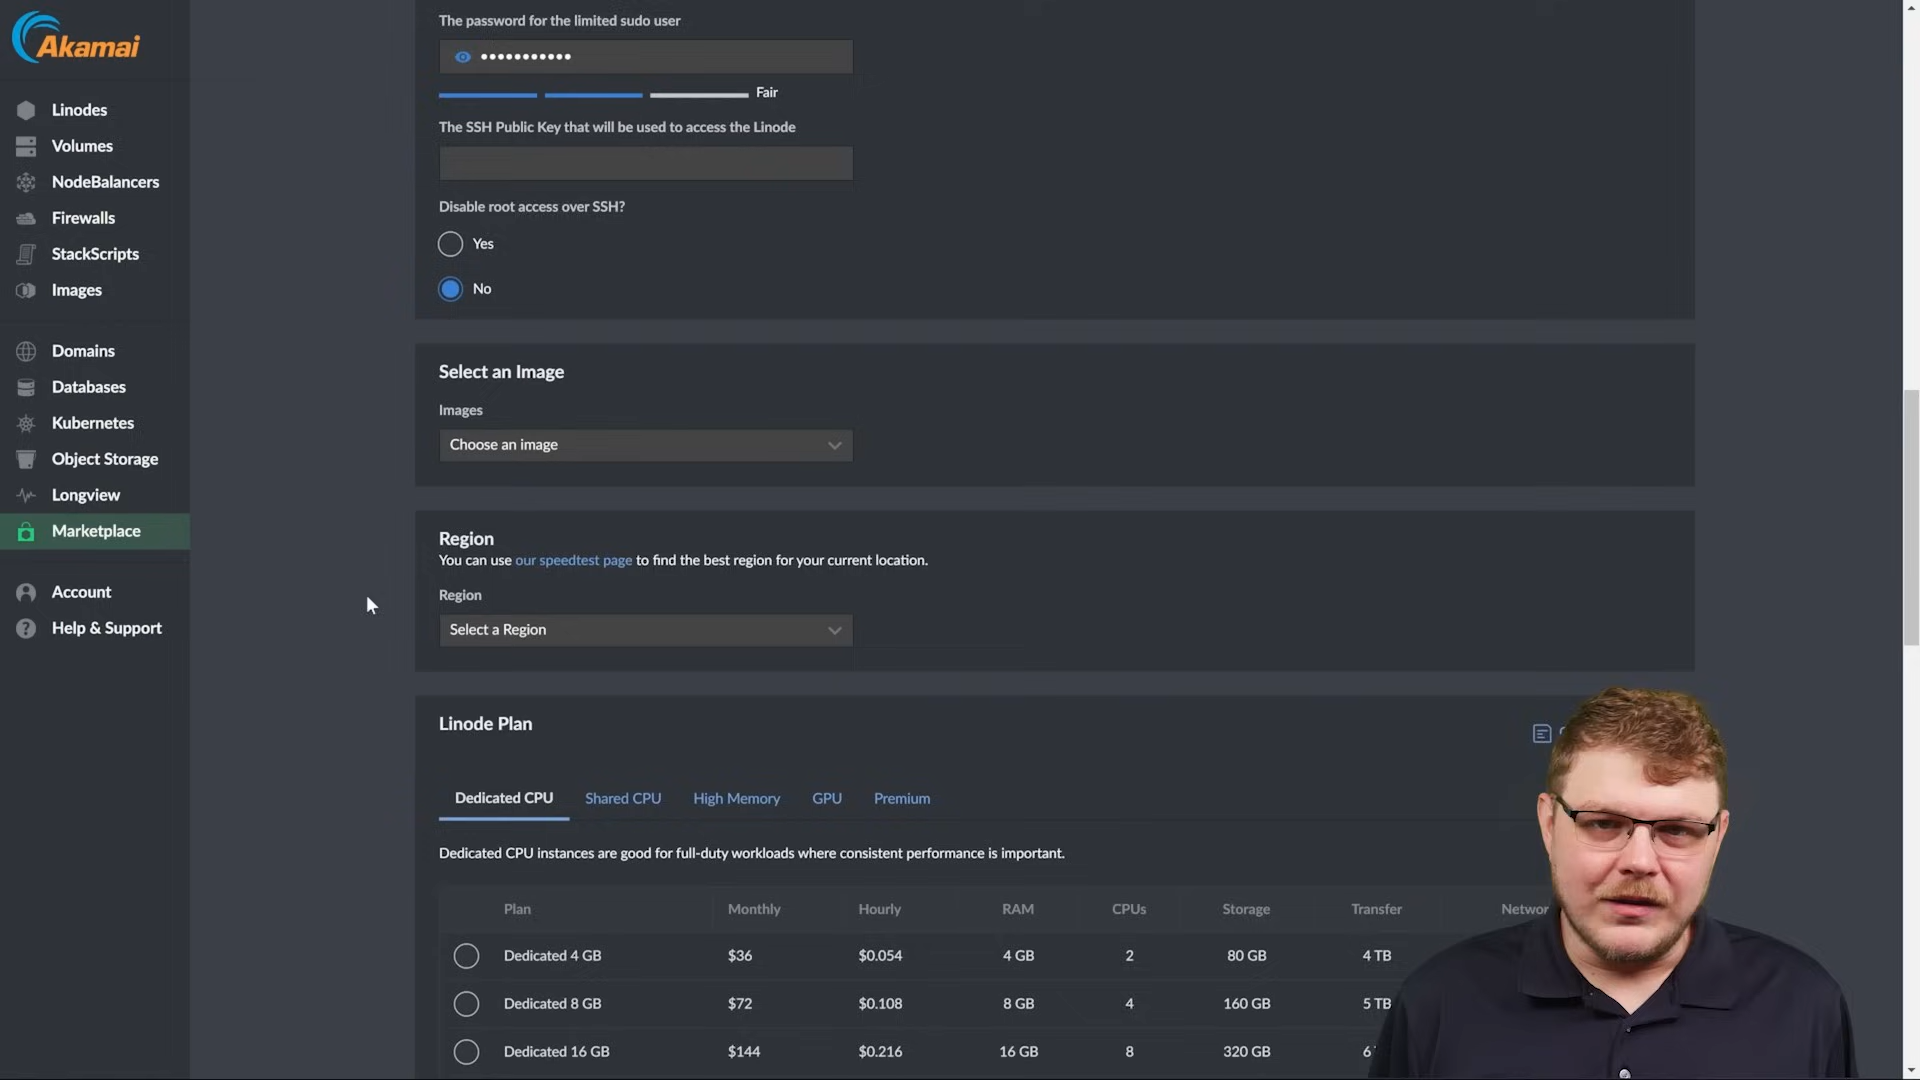 Akamai
Linodes
Volumes
NodeBalancers
Firewalls
StackScripts
Images
Domains
Databases
Kubernetes
Object Storage
Longview
Marketplace
Account
Help & Support
The password for the limited sudo user
•••••••••••
Fair
The SSH Public Key that will be used to access the Linode
Disable root access over SSH?
Yes
No
Select an Image
Images
Choose an image
Region
You can use our speedtest page to find the best region for your current location.
Region
Select a Region
Linode Plan
Dedicated CPU Shared CPU High Memory GPU Premium
Dedicated CPU instances are good for full-duty workloads where consistent performance is important.
Plan Monthly Hourly RAM CPUs Storage Transfer
Dedicated 4 GB $36 $0.054 4 GB 2 80 GB 4 TB
Dedicated 8 GB $72 $0.108 8 GB 4 160 GB 5 TB
Dedicated 16 GB $144 $0.216 16 GB 8 320 GB 6